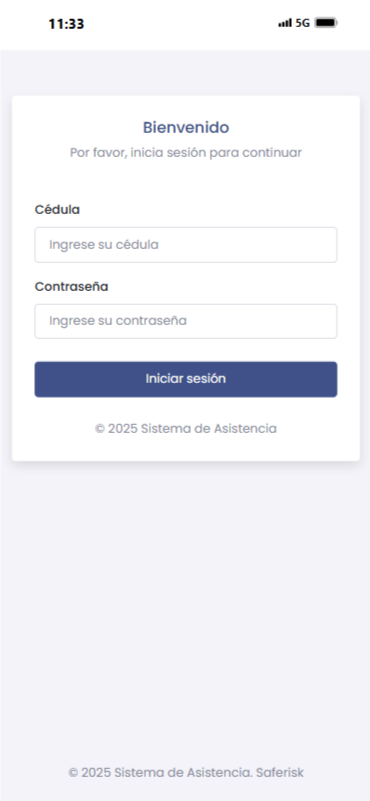 11:33 5G
Bienvenido
Por favor, inicia sesión para continuar
Cédula
Ingrese su cédula
Contraseña
Ingrese su contraseña
Iniciar sesión
© 2025 Sistema de Asistencia
© 2025 Sistema de Asistencia. Saferisk